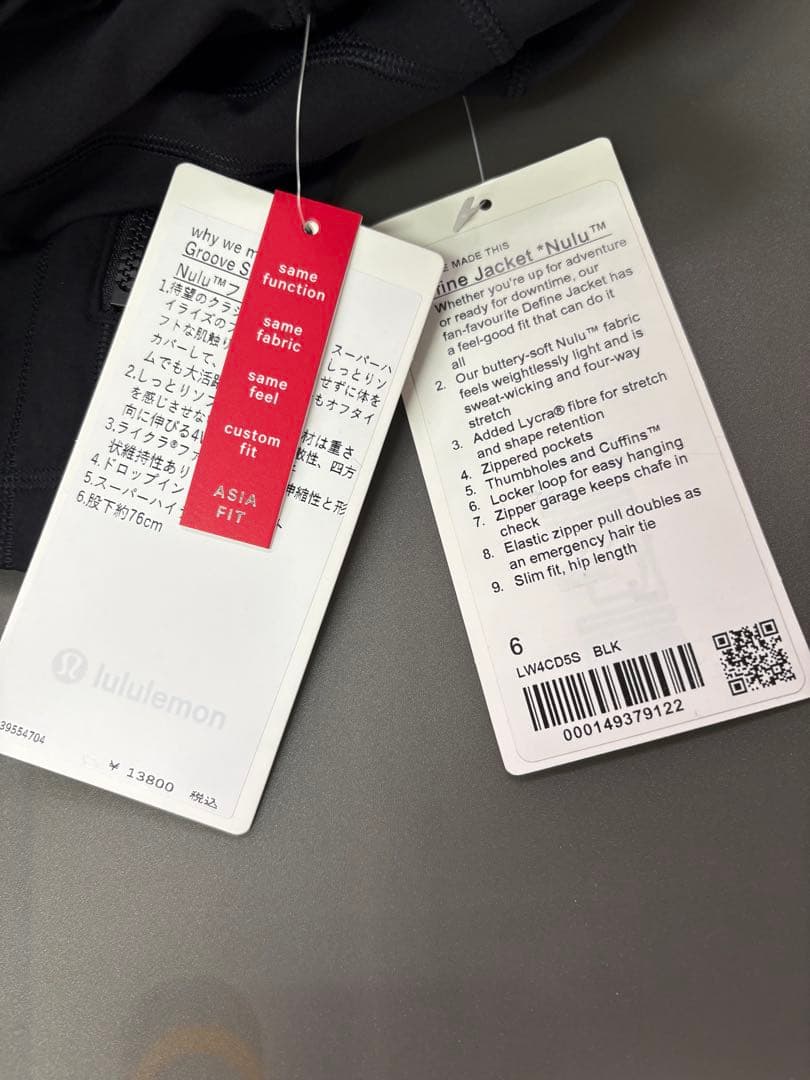 why we m
Groove S
Nulu™フ
1.待望のクラシ
イライズのフ
スーパーハ
フトな肌触り
しっとりソ
カバーして、
せずに体を
ムでも大活躍
もオフタイ
2.しっとりソフ
を感じさせな
材は重さ
向に伸びる4W
散性、四方
3.ライクラ®ファ
状維持性あり
伸縮性と形
4.ドロップイン
5.スーパーハイ
6.股下約76cm
same
function
same
fabric
same
feel
custom
fit
ASIA
FIT
lululemon
39554704
¥ 13800 税込
E MADE THIS
fine Jacket *Nulu™
Whether you're up for adventure
or ready for downtime, our
fan-favourite Define Jacket has
a feel-good fit that can do it
all
2. Our buttery-soft Nulu™ fabric
feels weightlessly light and is
sweat-wicking and four-way
stretch
3. Added Lycra® fibre for stretch
and shape retention
4. Zippered pockets
5. Thumbholes and Cuffins™
6. Locker loop for easy hanging
7. Zipper garage keeps chafe in
check
8. Elastic zipper pull doubles as
an emergency hair tie
9. Slim fit, hip length
6
LW4CD5S BLK
000149379122